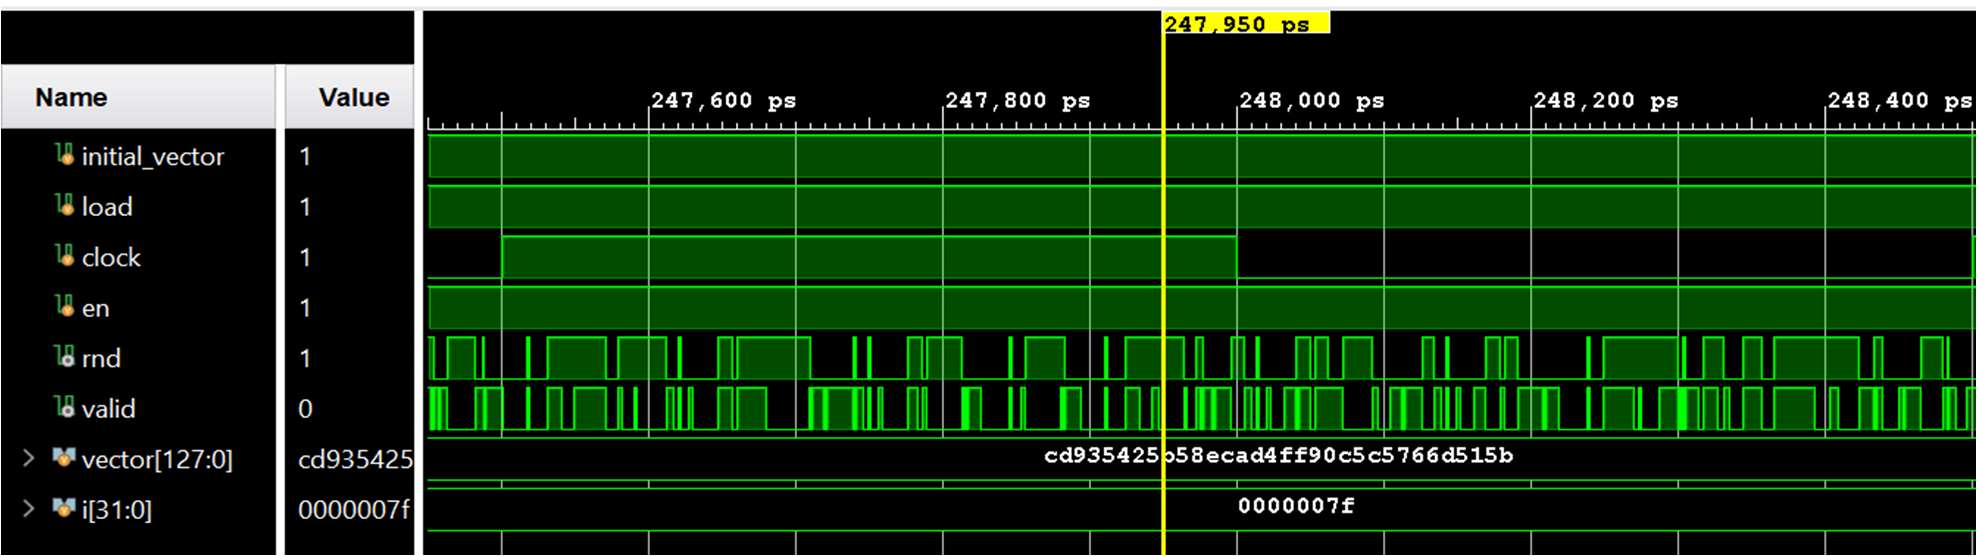 247,950 ps
Name Value 247,600 ps 247,800 ps 248,000 ps 248,200 ps 248,400 ps
initial_vector 1
load 1
clock 1
en 1
rnd 1
valid 0
vector[127:0] cd935425 cd935425b58ecad4ff90c5c5766d515b
i[31:0] 0000007f 0000007f